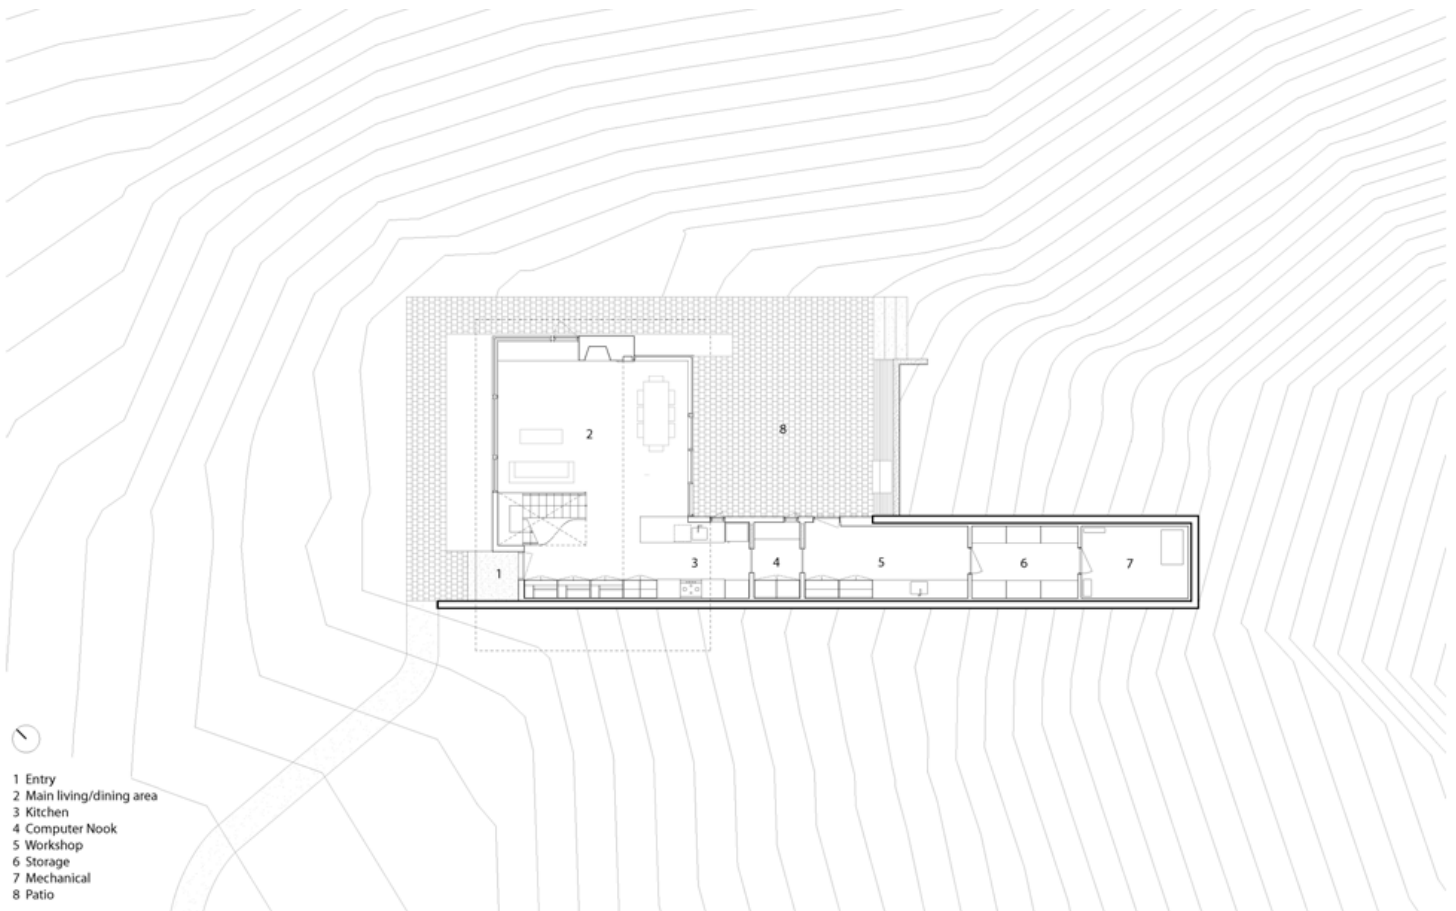 2
8
1
3
4
5
6
7
1 Entry
2 Main living/dining area
3 Kitchen
4 Computer Nook
5 Workshop
6 Storage
7 Mechanical
8 Patio